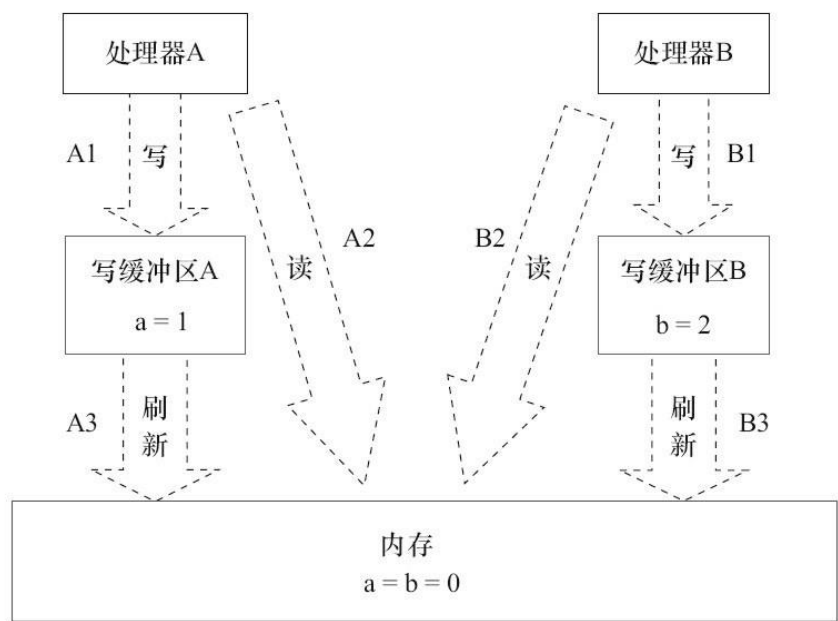 处理器A
处理器B
A1
写
写
B1
A2
B2
读
读
写缓冲区A
a = 1
写缓冲区B
b = 2
A3
刷
新
刷
新
B3
内存
a = b = 0